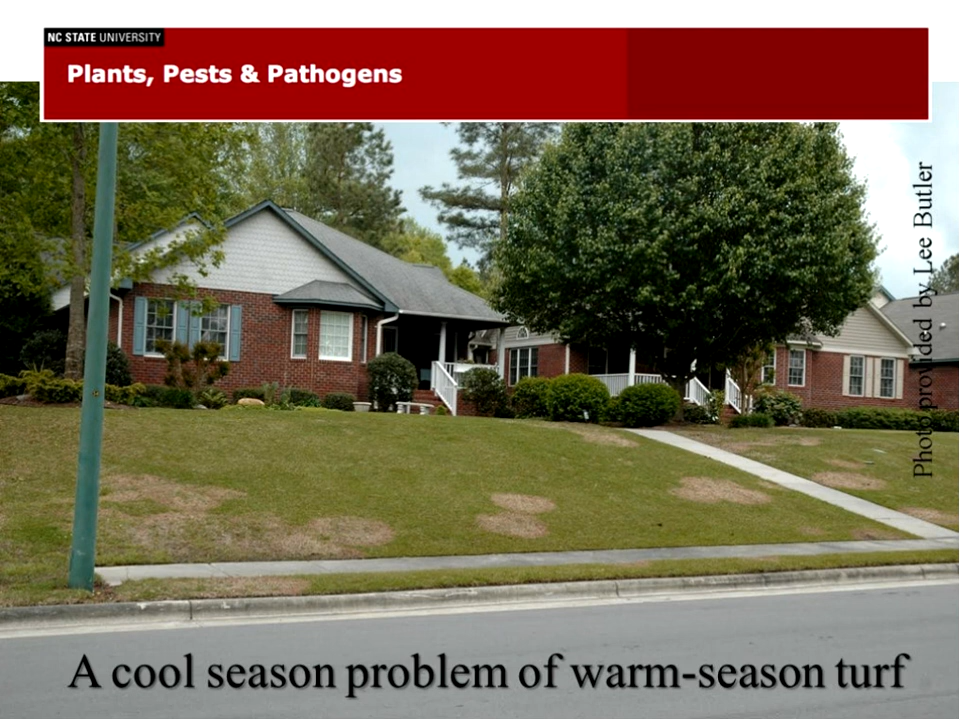 NC STATE UNIVERSITY
Plants, Pests & Pathogens
Photo provided by Lee Butler
A cool season problem of warm-season turf